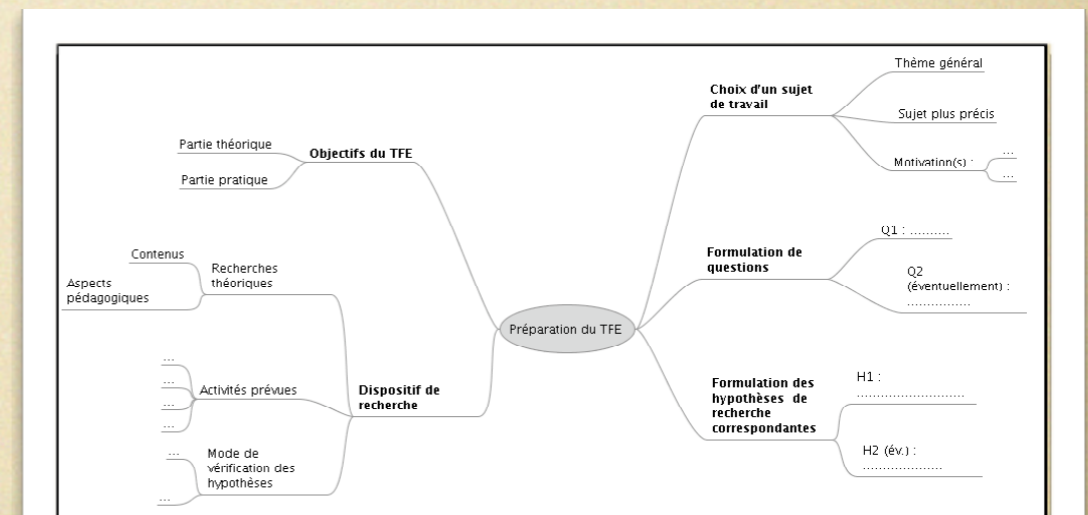 Préparation du TFE
Choix d'un sujet
de travail
Thème général
Sujet plus précis
Motivation(s) :
...
...
Formulation de
questions
Q1 : ..........
Q2
(éventuellement) :
................
Formulation des
hypothèses de
recherche
correspondantes
H1 :
...........................
H2 (év.) :
....................
Objectifs du TFE
Partie théorique
Partie pratique
Dispositif de
recherche
Recherches
théoriques
Contenus
Aspects
pédagogiques
Activités prévues
...
...
...
...
Mode de
vérification des
hypothèses
...
...